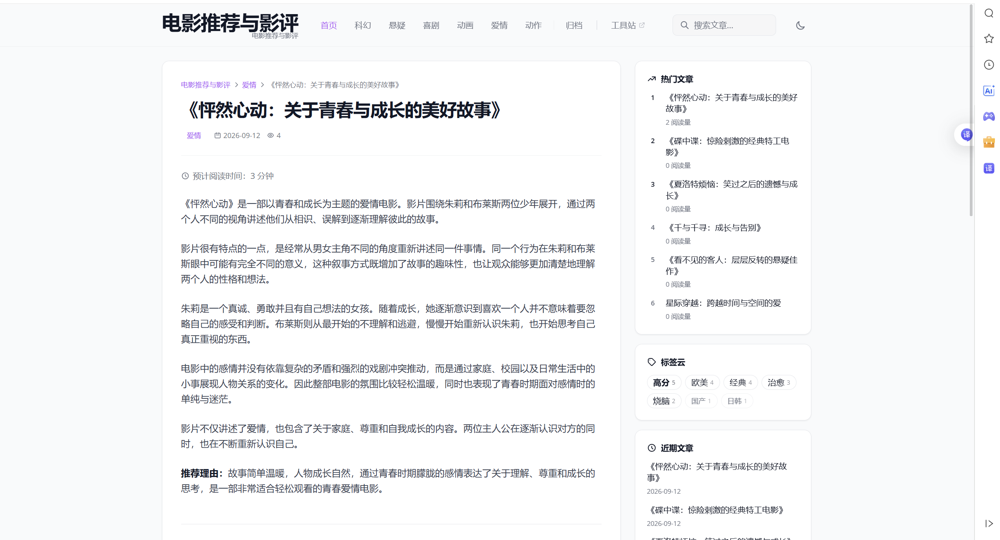 电影推荐与影评
电影推荐与影评
首页 科幻 悬疑 喜剧 动画 爱情 动作 归档 工具站
搜索文章...
电影推荐与影评 > 爱情 > 《怦然心动：关于青春与成长的美好故事》
《怦然心动：关于青春与成长的美好故事》
爱情 2026-09-12 4
预计阅读时间：3 分钟
《怦然心动》是一部以青春和成长为主题的爱情电影。影片围绕朱莉和布莱斯两位少年展开，通过两
个人不同的视角讲述他们从相识、误解到逐渐理解彼此的故事。
影片很有特点的一点，是经常从男女主角不同的角度重新讲述同一件事情。同一个行为在朱莉和布莱
斯眼中可能有完全不同的意义，这种叙事方式既增加了故事的趣味性，也让观众能够更加清楚地理解
两个人的性格和想法。
朱莉是一个真诚、勇敢并且有自己想法的女孩。随着成长，她逐渐意识到喜欢一个人并不意味着要忽
略自己的感受和判断。布莱斯则从最开始的不理解和逃避，慢慢开始重新认识朱莉，也开始思考自己
真正重视的东西。
电影中的感情并没有依靠复杂的矛盾和强烈的戏剧冲突推动，而是通过家庭、校园以及日常生活中的
小事展现人物关系的变化。因此整部电影的氛围比较轻松温暖，同时也表现了青春时期面对感情时的
单纯与迷茫。
影片不仅讲述了爱情，也包含了关于家庭、尊重和自我成长的内容。两位主人公在逐渐认识对方的同
时，也在不断重新认识自己。
推荐理由：故事简单温暖，人物成长自然，通过青春时期朦胧的感情表达了关于理解、尊重和成长的
思考，是一部非常适合轻松观看的青春爱情电影。
热门文章
1 《怦然心动：关于青春与成长的美好
故事》
2 阅读量
2 《碟中谍：惊险刺激的经典特工电
影》
0 阅读量
3 《夏洛特烦恼：笑过之后的遗憾与成
长》
0 阅读量
4 《千与千寻：成长与告别》
0 阅读量
5 《看不见的客人：层层反转的悬疑佳
作》
0 阅读量
6 星际穿越：跨越时间与空间的爱
0 阅读量
标签云
高分 5 欧美 4 经典 4 治愈 3
烧脑 2 国产 1 日韩 1
近期文章
《怦然心动：关于青春与成长的美好故
事》
2026-09-12
《碟中谍：惊险刺激的经典特工电影》
2026-09-12
《夏洛特烦恼：笑过之后的遗憾与成长》
AI
译
译